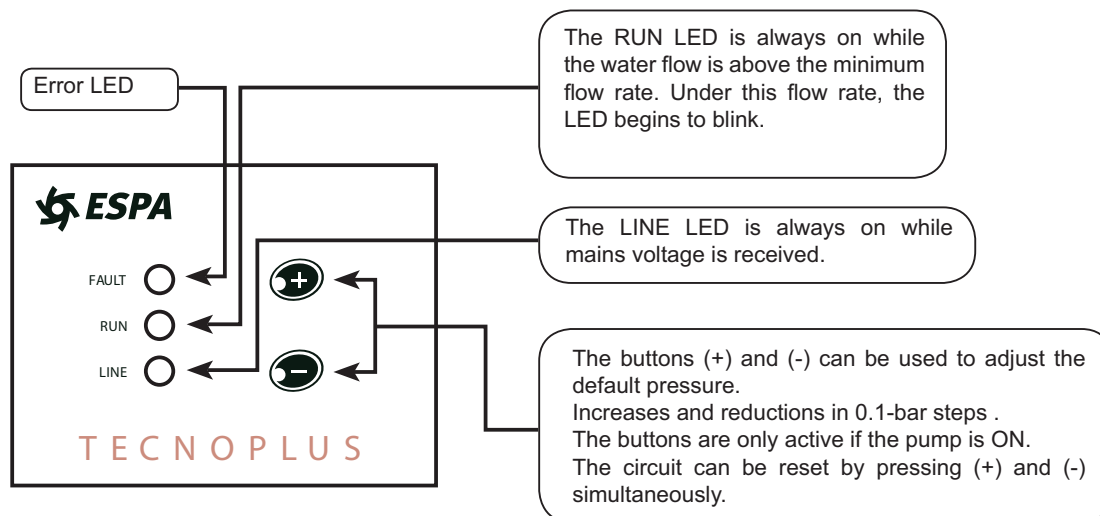 The RUN LED is always on while
the water flow is above the minimum
flow rate. Under this flow rate, the
LED begins to blink.
Error LED
ESPA
The LINE LED is always on while
mains voltage is received.
FAULT
+
RUN
LINE
-
The buttons (+) and (-) can be used to adjust the
default pressure.
Increases and reductions in 0.1-bar steps .
The buttons are only active if the pump is ON.
The circuit can be reset by pressing (+) and (-)
simultaneously.
TECNOPLUS